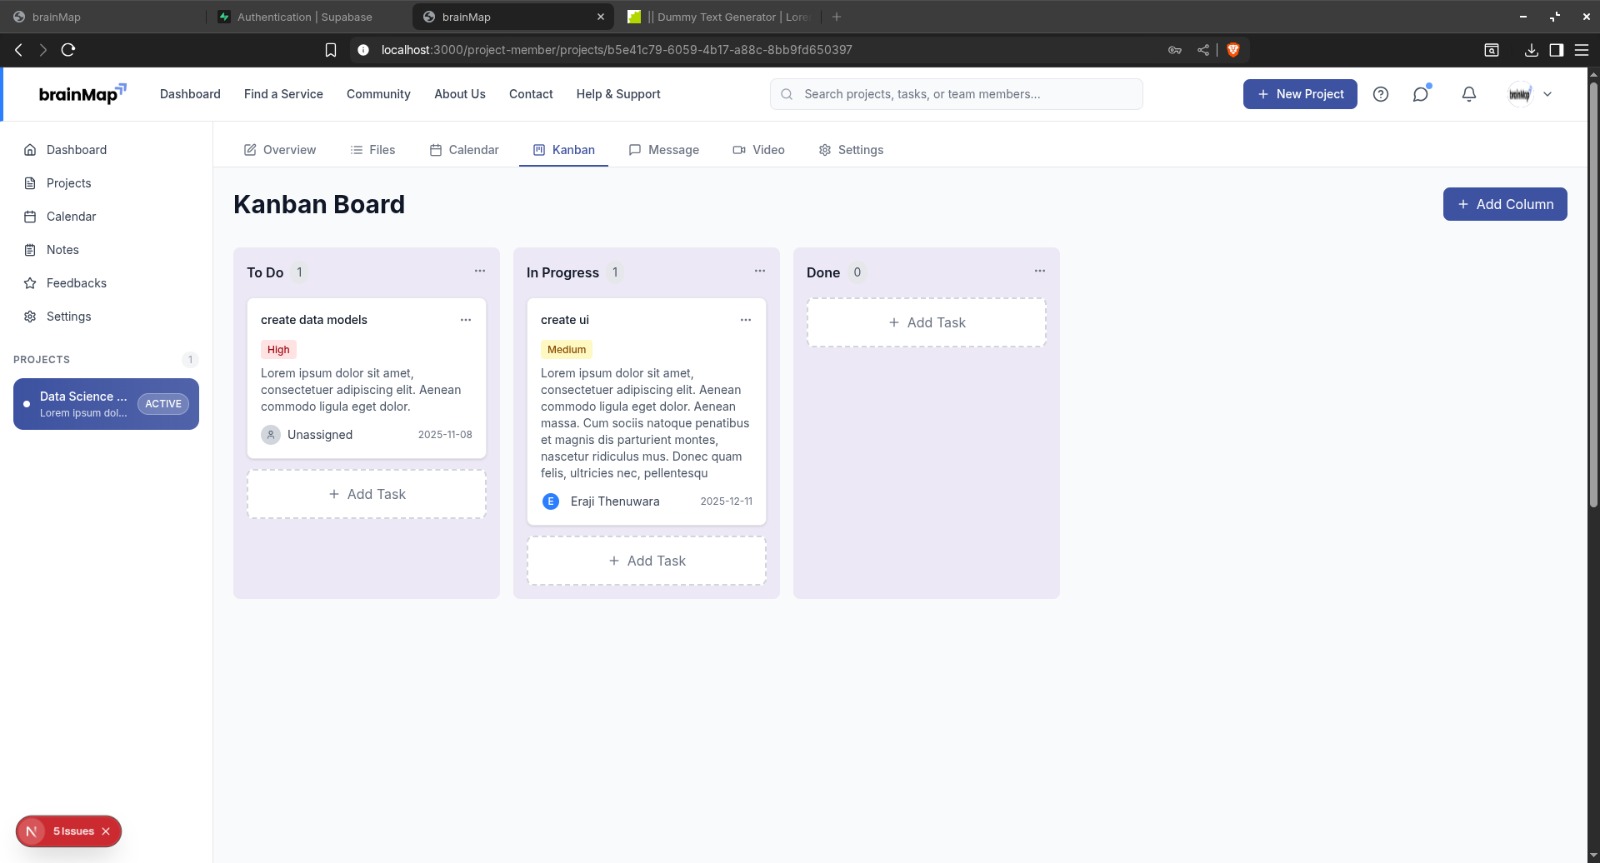 brainMap
Authentication | Supabase
brainMap
|| Dummy Text Generator | Lore
localhost:3000/project-member/projects/b5e41c79-6059-4b17-a88c-8bb9fd650397
brainMap
Dashboard
Find a Service
Community
About Us
Contact
Help & Support
Search projects, tasks, or team members...
+ New Project
brainMap
Dashboard
Projects
Calendar
Notes
Feedbacks
Settings
PROJECTS 1
Data Science ...
Lorem ipsum dol...
ACTIVE
Overview
Files
Calendar
Kanban
Message
Video
Settings
Kanban Board
+ Add Column
To Do 1
create data models
High
Lorem ipsum dolor sit amet,
consectetuer adipiscing elit. Aenean
commodo ligula eget dolor.
Unassigned 2025-11-08
+ Add Task
In Progress 1
create ui
Medium
Lorem ipsum dolor sit amet,
consectetuer adipiscing elit. Aenean
commodo ligula eget dolor. Aenean
massa. Cum sociis natoque penatibus
et magnis dis parturient montes,
nascetur ridiculus mus. Donec quam
felis, ultricies nec, pellentesqu
E Eraji Thenuwara 2025-12-11
+ Add Task
Done 0
+ Add Task
N 5 Issues